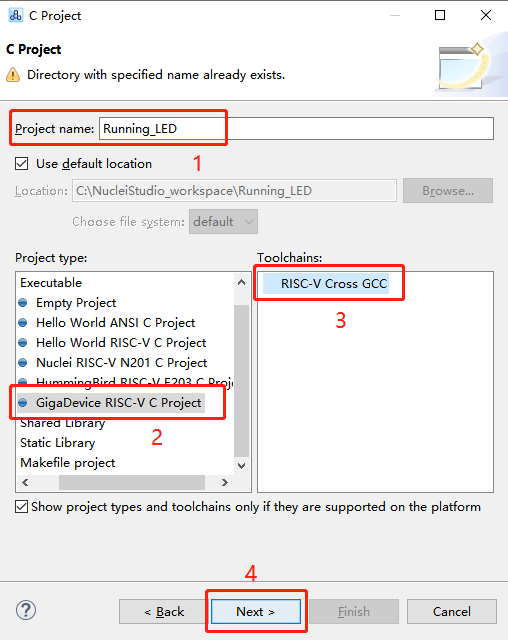 C Project
C Project
Directory with specified name already exists.
Project name: Running_LED
1
Use default location
Location: C:\NucleiStudio_workspace\Running_LED Browse...
Choose file system: default
Project type: Toolchains:
Executable RISC-V Cross GCC
Empty Project
3
Hello World ANSI C Project
Hello World RISC-V C Project
Nuclei RISC-V N201 C Project
HummingBird RISC-V E203 C Proje
GigaDevice RISC-V C Project
Shared Library
2
Static Library
Makefile project
Show project types and toolchains only if they are supported on the platform
4
? < Back Next > Finish Cancel